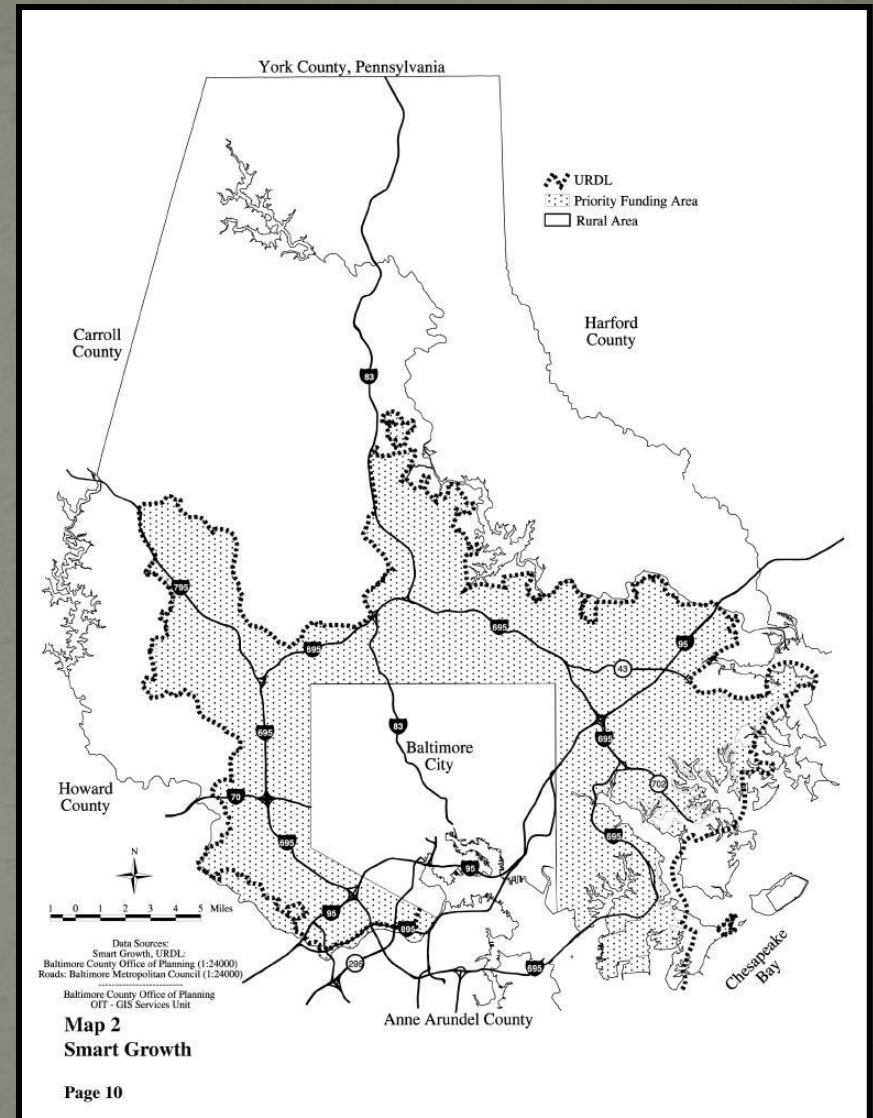 York County, Pennsylvania
URDL
Priority Funding Area
Rural Area
Carroll
County
Harford
County
83
795
695
695
95
43
695
83
695
Baltimore
City
702
Howard
County
70
695
695
N
95
1 0 1 2 3 4 5 Miles
95
895
295
695
Chesapeake
Bay
Data Sources:
Smart Growth, URDL:
Baltimore County Office of Planning (1:24000)
Roads: Baltimore Metropolitan Council (1:24000)
--------------------------
Baltimore County Office of Planning
OIT - GIS Services Unit
Anne Arundel County
Map 2
Smart Growth
Page 10